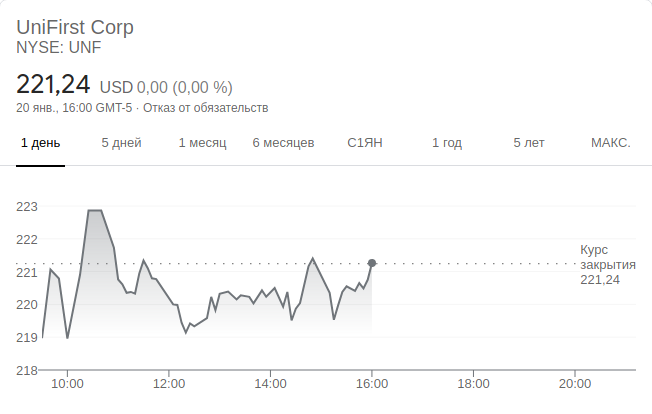 UniFirst Corp
NYSE: UNF
221,24 USD 0,00 (0,00 %)
20 янв., 16:00 GMT-5 · Отказ от обязательств
1 день 5 дней 1 месяц 6 месяцев С1ЯН 1 год 5 лет МАКС.
223
222
Курс
закрытия
221,24
221
220
219
218
10:00 12:00 14:00 16:00 18:00 20:00